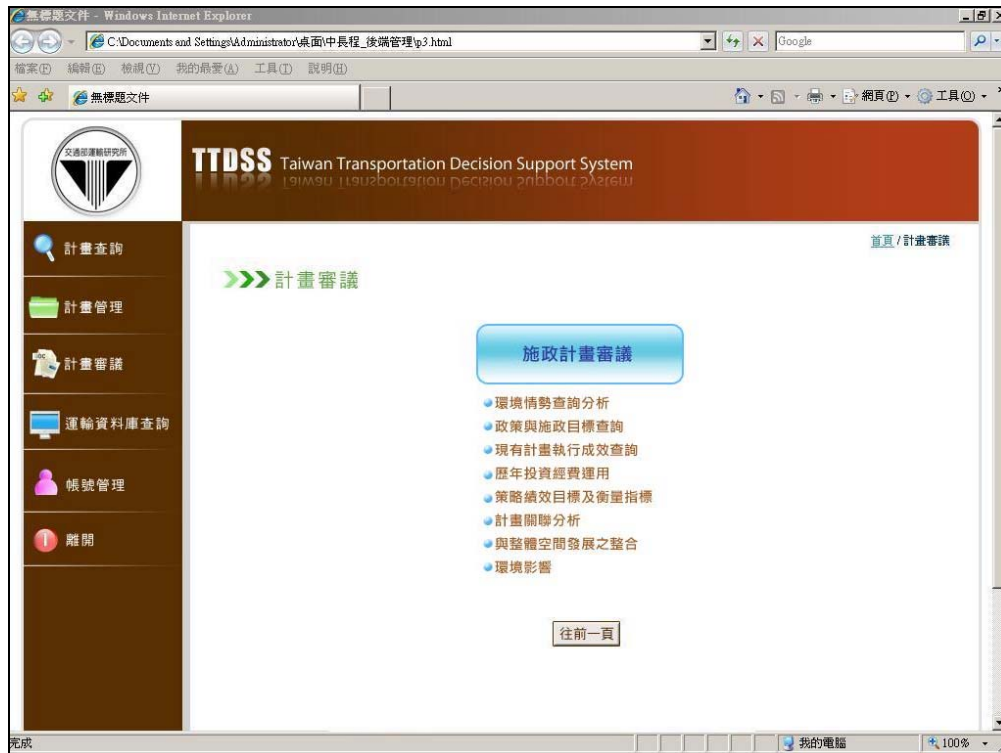 無標題文件 - Windows Internet Explorer
C:\Documents and Settings\Administrator\桌面\中長程_後端管理\p3.html
Google
檔案(F) 編輯(E) 檢視(V) 我的最愛(A) 工具(T) 說明(H)
無標題文件
網頁(P) 工具(O)
交通部運輸研究所
TTDSS Taiwan Transportation Decision Support System
首頁 / 計畫審議
計畫查詢
計畫管理
計畫審議
運輸資料庫查詢
帳號管理
離開
計畫審議
施政計畫審議
環境情勢查詢分析
政策與施政目標查詢
現有計畫執行成效查詢
歷年投資經費運用
策略績效目標及衡量指標
計畫關聯分析
與整體空間發展之整合
環境影響
往前一頁
完成
我的電腦
100%